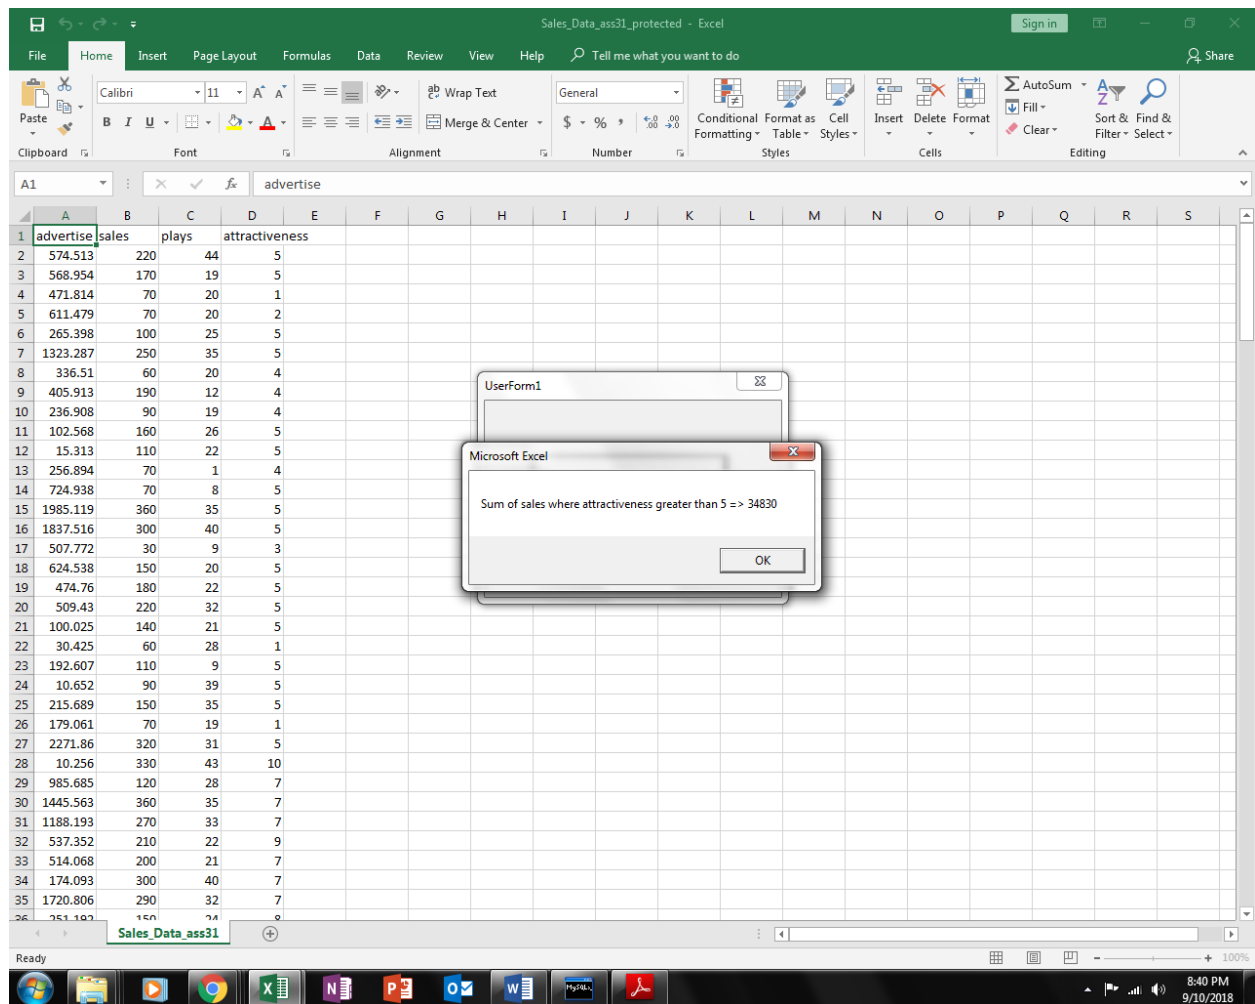 Sales_Data_ass31_protected - Excel
Sign in
File Home Insert Page Layout Formulas Data Review View Help Tell me what you want to do Share
Paste
Calibri 11 A A
B I U A
Wrap Text
Merge & Center
General
$ % ,
Conditional Formatting
Format as Table
Cell Styles
Insert Delete Format
AutoSum
Fill
Clear
Sort & Filter
Find & Select
Clipboard Font Alignment Number Styles Cells Editing
A1 fx advertise
A B C D E F G H I J K L M N O P Q R S
1 advertise sales plays attractiveness
2 574.513 220 44 5
3 568.954 170 19 5
4 471.814 70 20 1
5 611.479 70 20 2
6 265.398 100 25 5
7 1323.287 250 35 5
8 336.51 60 20 4
9 405.913 190 12 4
10 236.908 90 19 4
11 102.568 160 26 5
12 15.313 110 22 5
13 256.894 70 1 4
14 724.938 70 8 5
15 1985.119 360 35 5
16 1837.516 300 40 5
17 507.772 30 9 3
18 624.538 150 20 5
19 474.76 180 22 5
20 509.43 220 32 5
21 100.025 140 21 5
22 30.425 60 28 1
23 192.607 110 9 5
24 10.652 90 39 5
25 215.689 150 35 5
26 179.061 70 19 1
27 2271.86 320 31 5
28 10.256 330 43 10
29 985.685 120 28 7
30 1445.563 360 35 7
31 1188.193 270 33 7
32 537.352 210 22 9
33 514.068 200 21 7
34 174.093 300 40 7
35 1720.806 290 32 7
36 251.192 150 24 8
UserForm1
Microsoft Excel
Sum of sales where attractiveness greater than 5 => 34830
OK
Sales_Data_ass31
Ready
100%
MySQL
8:40 PM
9/10/2018